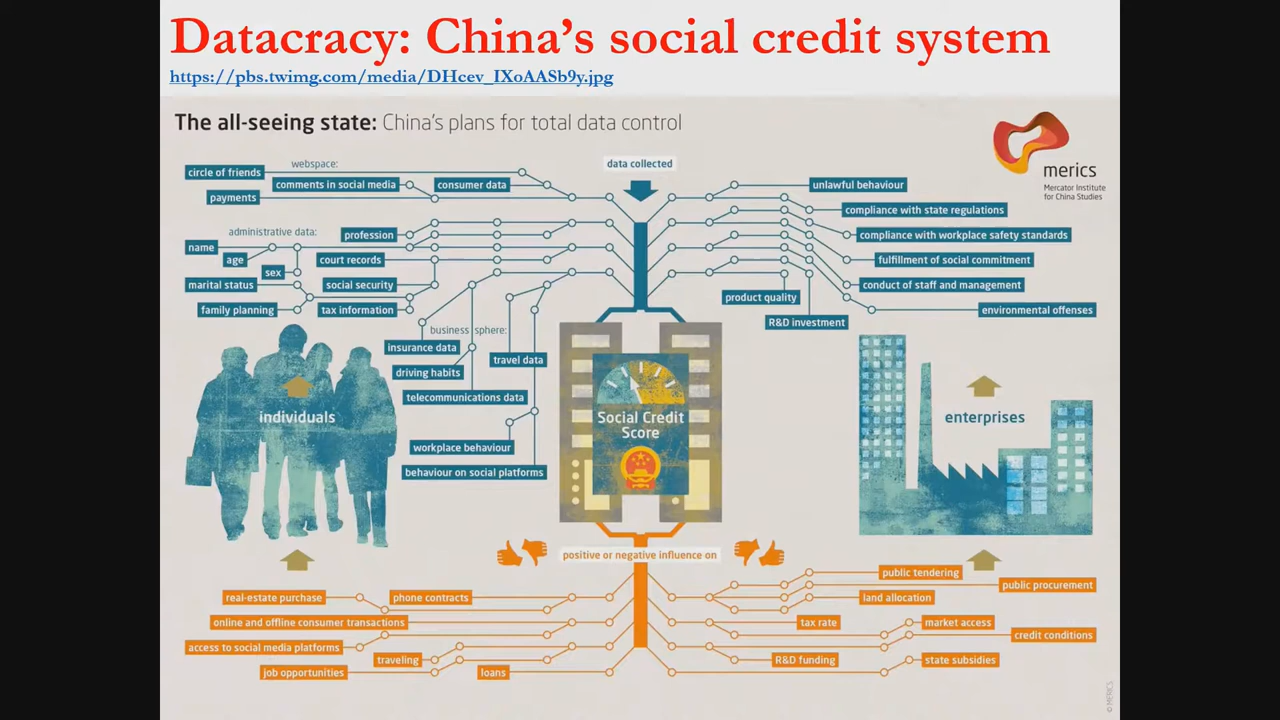 Datacracy: China's social credit system
https://pbs.twimg.com/media/DHcev_IXoAASb9y.jpg
The all-seeing state: China's plans for total data control
merics
Mercator Institute
for China Studies
data collected
webspace:
circle of friends
comments in social media
consumer data
payments
administrative data:
profession
name
age
court records
sex
marital status
social security
family planning
tax information
business sphere:
insurance data
travel data
driving habits
telecommunications data
workplace behaviour
behaviour on social platforms
unlawful behaviour
compliance with state regulations
compliance with workplace safety standards
fulfillment of social commitment
conduct of staff and management
product quality
environmental offenses
R&D investment
individuals
Social Credit
Score
enterprises
positive or negative influence on
real-estate purchase
phone contracts
online and offline consumer transactions
access to social media platforms
traveling
job opportunities
loans
public tendering
public procurement
land allocation
tax rate
market access
credit conditions
R&D funding
state subsidies
© MERICS